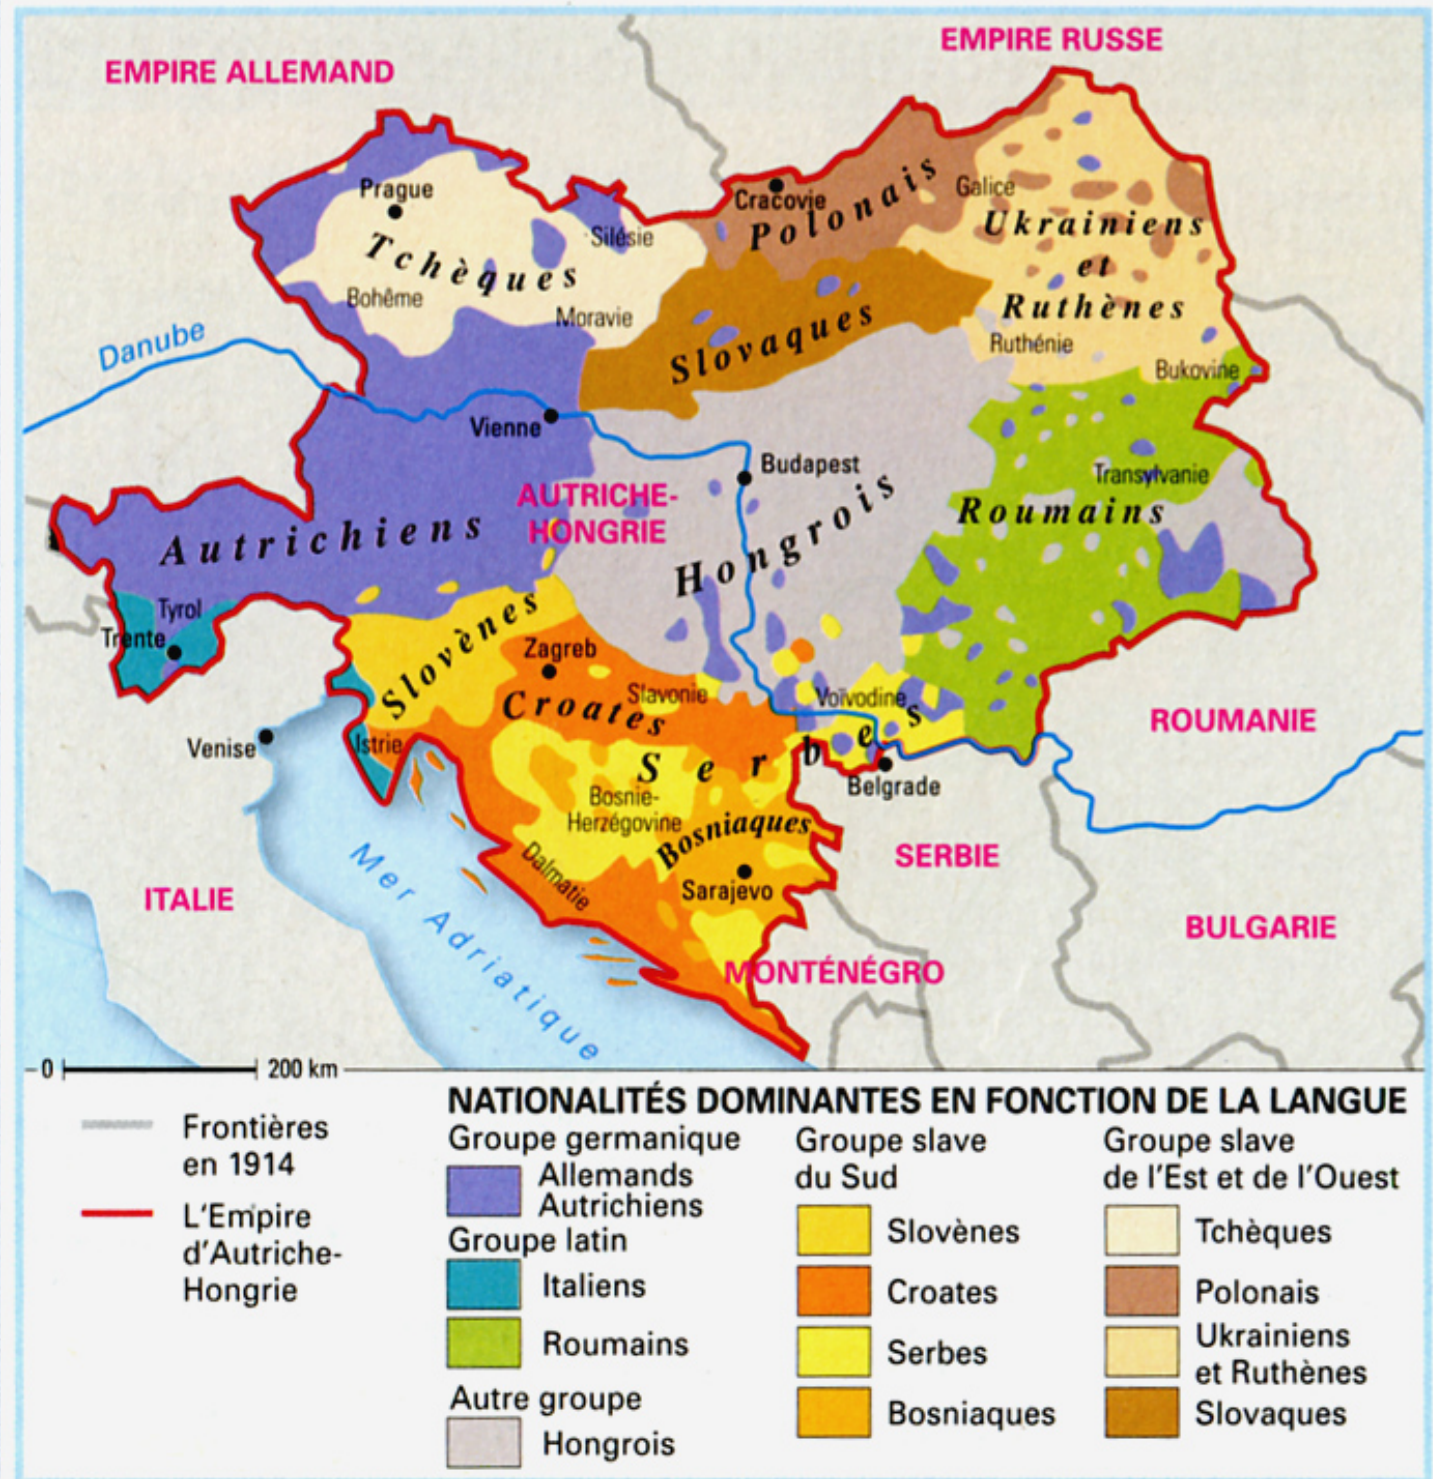 EMPIRE ALLEMAND
EMPIRE RUSSE
Prague
Tchèques
Bohême
Silésie
Moravie
Cracovie
Polonais
Galice
Ukrainiens
et
Ruthènes
Ruthénie
Bukovine
Slovaques
Danube
Vienne
Budapest
AUTRICHE-
HONGRIE
Autrichiens
Hongrois
Transylvanie
Roumains
Tyrol
Trente
Slovènes
Zagreb
Croates
Slavonie
Voïvodine
Serbes
Venise
Istrie
Bosnie-
Herzégovine
Bosniaques
Sarajevo
Dalmatie
Belgrade
ROUMANIE
SERBIE
BULGARIE
ITALIE
MONTÉNÉGRO
Mer Adriatique
0 200 km
Frontières
en 1914
L'Empire
d'Autriche-
Hongrie
NATIONALITÉS DOMINANTES EN FONCTION DE LA LANGUE
Groupe germanique
Allemands
Autrichiens
Groupe latin
Italiens
Roumains
Autre groupe
Hongrois
Groupe slave
du Sud
Slovènes
Croates
Serbes
Bosniaques
Groupe slave
de l'Est et de l'Ouest
Tchèques
Polonais
Ukrainiens
et Ruthènes
Slovaques